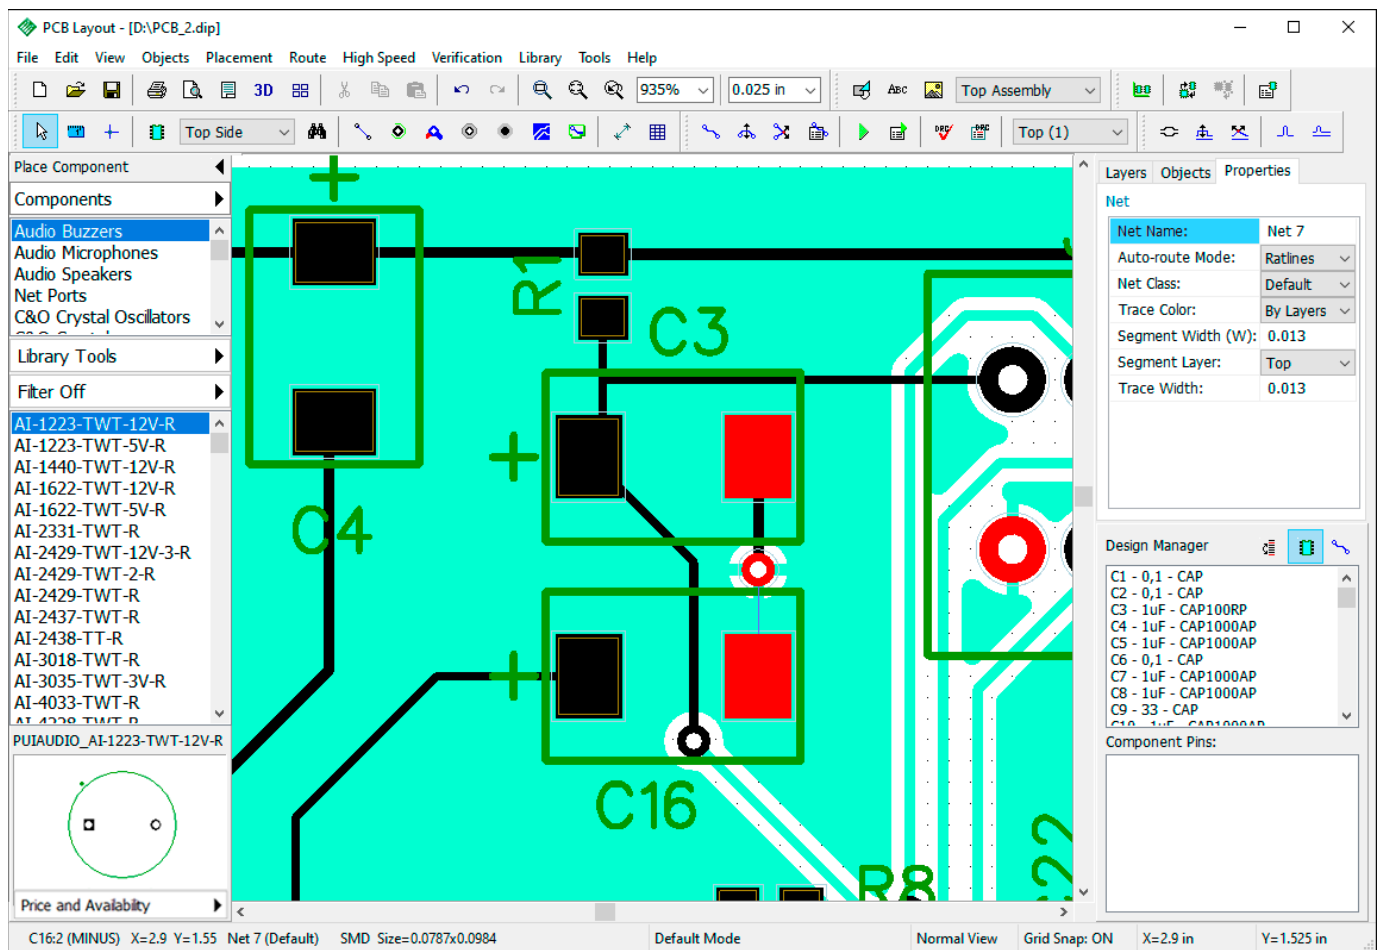 PCB Layout - [D:\PCB_2.dip]
File Edit View Objects Placement Route High Speed Verification Library Tools Help
3D 935% 0.025 in ABC Top Assembly
Top Side DRC DRC Top (1)
Place Component
Components
Audio Buzzers
Audio Microphones
Audio Speakers
Net Ports
C&O Crystal Oscillators
Library Tools
Filter Off
AI-1223-TWT-12V-R
AI-1223-TWT-5V-R
AI-1440-TWT-12V-R
AI-1622-TWT-12V-R
AI-1622-TWT-5V-R
AI-2331-TWT-R
AI-2429-TWT-12V-3-R
AI-2429-TWT-2-R
AI-2429-TWT-R
AI-2437-TWT-R
AI-2438-TT-R
AI-3018-TWT-R
AI-3035-TWT-3V-R
AI-4033-TWT-R
AI-4228-TWT-R
PUIAUDIO_AI-1223-TWT-12V-R
Price and Availability
+
R1
C3
+
C4
+
C16
R8
C22
Layers Objects Properties
Net
Net Name: Net 7
Auto-route Mode: Ratlines
Net Class: Default
Trace Color: By Layers
Segment Width (W): 0.013
Segment Layer: Top
Trace Width: 0.013
Design Manager
C1 - 0,1 - CAP
C2 - 0,1 - CAP
C3 - 1uF - CAP100RP
C4 - 1uF - CAP1000AP
C5 - 1uF - CAP1000AP
C6 - 0,1 - CAP
C7 - 1uF - CAP1000AP
C8 - 1uF - CAP1000AP
C9 - 33 - CAP
C10 - 1uF - CAP1000AP
Component Pins:
C16:2 (MINUS) X=2.9 Y=1.55 Net 7 (Default) SMD Size=0.0787x0.0984 Default Mode Normal View Grid Snap: ON X=2.9 in Y=1.525 in